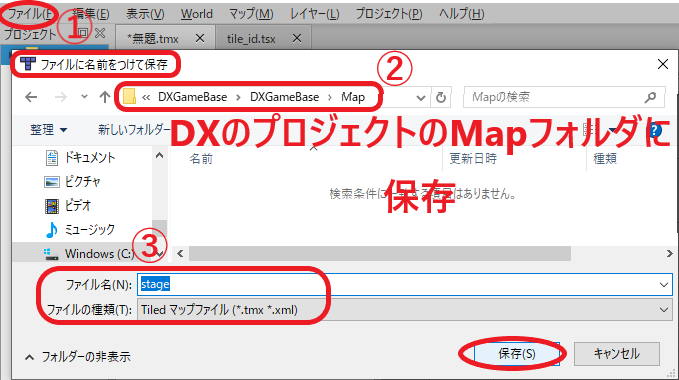 ファイル(F) 編集(E) 表示(V) World マップ(M) レイヤー(L) プロジェクト(P) ヘルプ(H)
①
プロジェクト
*無題.tmx × tile_id.tsx ×
ファイルに名前をつけて保存
②
« DXGameBase > DXGameBase > Map
Mapの検索
整理 新しいフォルダー
DXのプロジェクトのMapフォルダに
保存
ドキュメント
ピクチャ
ビデオ
ミュージック
Windows (C:)
名前 更新日時 種類
検索条件に一致する項目はありません。
③
ファイル名(N): stage
ファイルの種類(T): Tiled マップファイル (*.tmx *.xml)
フォルダーの非表示
保存(S) キャンセル